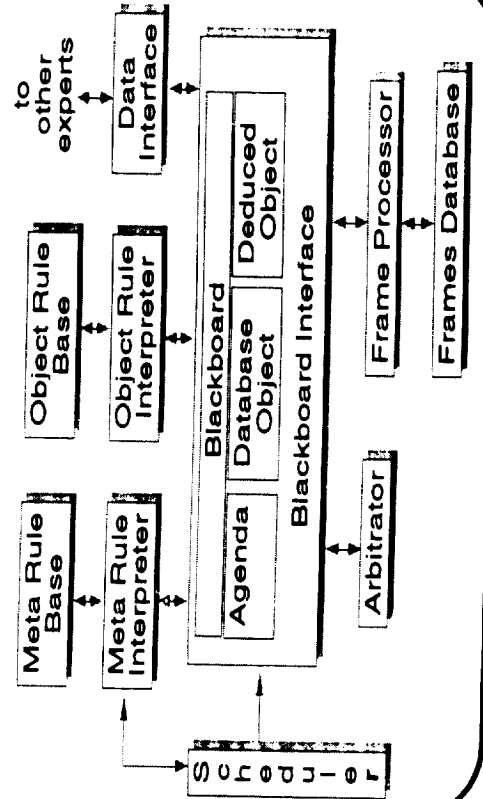 Meta Rule
Base
Object Rule
Base
to
other
experts
Meta Rule
Interpreter
Object Rule
Interpreter
Data
Interface
Scheduler
Blackboard
Agenda
Database
Object
Deduced
Object
Blackboard Interface
Arbitrator
Frame Processor
Frames Database